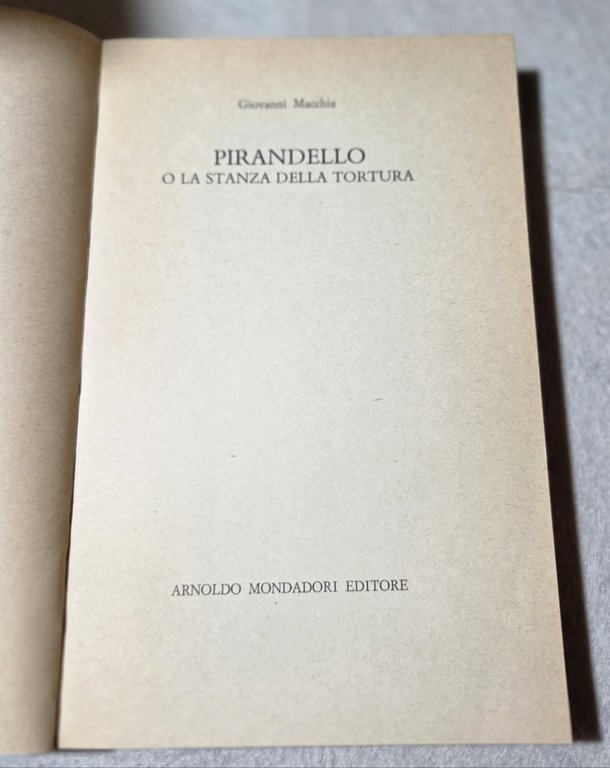 Giovanni Macchia
PIRANDELLO
O LA STANZA DELLA TORTURA
ARNOLDO MONDADORI EDITORE